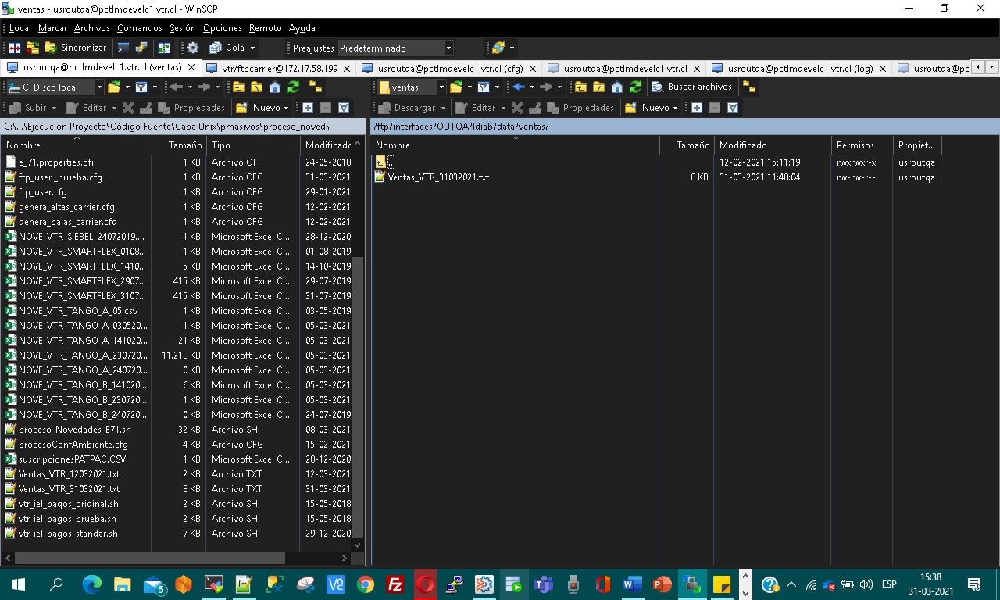 ventas - usroutqa@pctlmdevelc1.vtr.cl - WinSCP
Local Marcar Archivos Comandos Sesión Opciones Remoto Ayuda
Sincronizar Cola Preajustes Predeterminado
usroutqa@pctlmdevelc1.vtr.cl (ventas) vtr/ftpcarrier@172.17.58.199 usroutqa@pctlmdevelc1.vtr.cl (cfg) usroutqa@pctlmdevelc1.vtr.cl usroutqa@pctlmdevelc1.vtr.cl (log) usroutqa@pc
C: Disco local ventas Buscar archivos
Subir Editar Propiedades Nuevo Descargar Editar Propiedades Nuevo
C:\...\Ejecución Proyecto\Código Fuente\Capa Unix\pmasivos\proceso_noved\ /ftp/interfaces/OUTQA/Idiab/data/ventas/
Nombre Tamaño Tipo Modificado Nombre Tamaño Modificado Permisos Propiet...
e_71.properties.ofi 1 KB Archivo OFI 24-05-2018 12-02-2021 15:11:19 rwxrwxr-x usroutqa
ftp_user_prueba.cfg 1 KB Archivo CFG 31-03-2021 Ventas_VTR_31032021.txt 8 KB 31-03-2021 11:48:04 rw-rw-r-- usroutqa
ftp_user.cfg 1 KB Archivo CFG 29-01-2021
genera_altas_carrier.cfg 1 KB Archivo CFG 12-02-2021
genera_bajas_carrier.cfg 1 KB Archivo CFG 12-02-2021
NOVE_VTR_SIEBEL_24072019.... 1 KB Microsoft Excel C... 28-12-2020
NOVE_VTR_SMARTFLEX_0108... 1 KB Microsoft Excel C... 01-08-2019
NOVE_VTR_SMARTFLEX_1410... 5 KB Microsoft Excel C... 14-10-2019
NOVE_VTR_SMARTFLEX_2907... 415 KB Microsoft Excel C... 29-07-2019
NOVE_VTR_SMARTFLEX_3107... 415 KB Microsoft Excel C... 31-07-2019
NOVE_VTR_TANGO_A_05.csv 1 KB Microsoft Excel C... 03-05-2019
NOVE_VTR_TANGO_A_030520... 1 KB Microsoft Excel C... 05-03-2021
NOVE_VTR_TANGO_A_141020... 21 KB Microsoft Excel C... 05-03-2021
NOVE_VTR_TANGO_A_230720... 11.218 KB Microsoft Excel C... 05-03-2021
NOVE_VTR_TANGO_A_240720... 0 KB Microsoft Excel C... 05-03-2021
NOVE_VTR_TANGO_B_141020... 6 KB Microsoft Excel C... 05-03-2021
NOVE_VTR_TANGO_B_230720... 1 KB Microsoft Excel C... 05-03-2021
NOVE_VTR_TANGO_B_240720... 0 KB Microsoft Excel C... 24-07-2019
proceso_Novedades_E71.sh 32 KB Archivo SH 08-03-2021
procesoConfAmbiente.cfg 4 KB Archivo CFG 15-02-2021
suscripcionesPATPAC.CSV 1 KB Microsoft Excel C... 28-12-2020
Ventas_VTR_12032021.txt 2 KB Archivo TXT 12-03-2021
Ventas_VTR_31032021.txt 8 KB Archivo TXT 31-03-2021
vtr_iel_pagos_original.sh 2 KB Archivo SH 15-05-2018
vtr_iel_pagos_prueba.sh 2 KB Archivo SH 15-05-2018
vtr_iel_pagos_standar.sh 7 KB Archivo SH 29-12-2020
5 ESP 15:38
31-03-2021